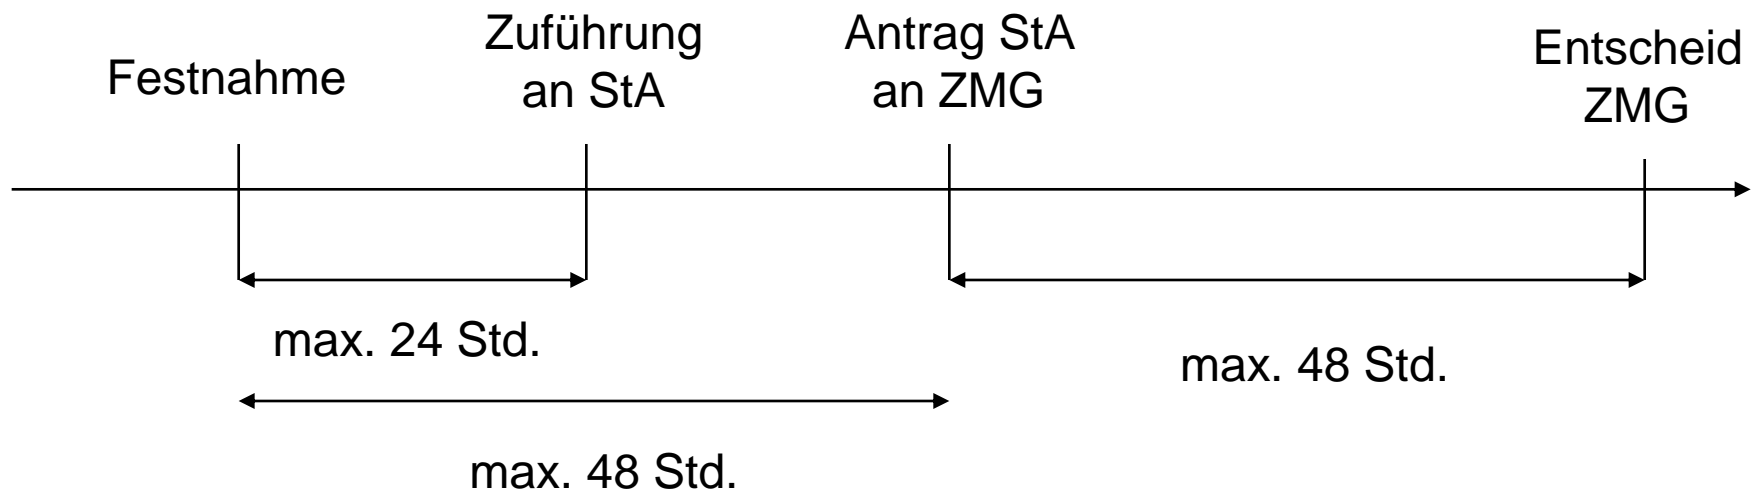 Festnahme
Zuführung
an StA
Antrag StA
an ZMG
Entscheid
ZMG
max. 24 Std.
max. 48 Std.
max. 48 Std.